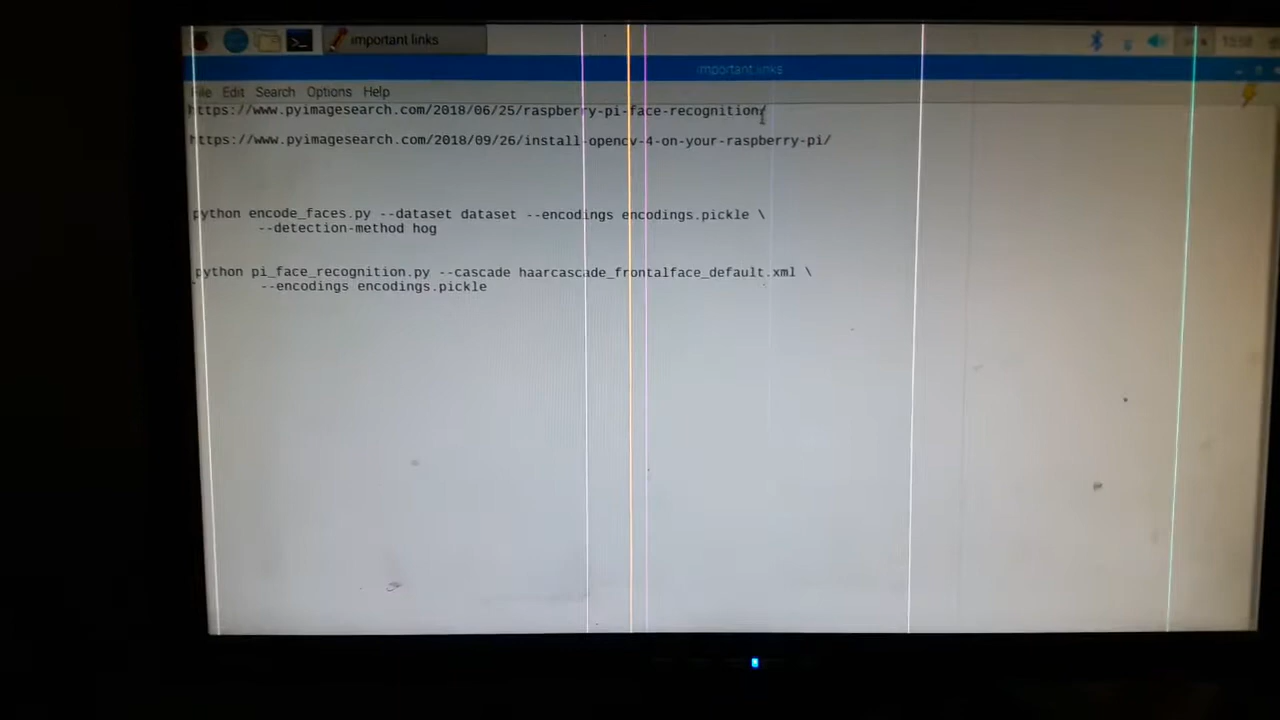 important links
important links
File Edit Search Options Help
https://www.pyimagesearch.com/2018/06/25/raspberry-pi-face-recognition/
https://www.pyimagesearch.com/2018/09/26/install-opencv-4-on-your-raspberry-pi/
python encode_faces.py --dataset dataset --encodings encodings.pickle \
--detection-method hog
python pi_face_recognition.py --cascade haarcascade_frontalface_default.xml \
--encodings encodings.pickle